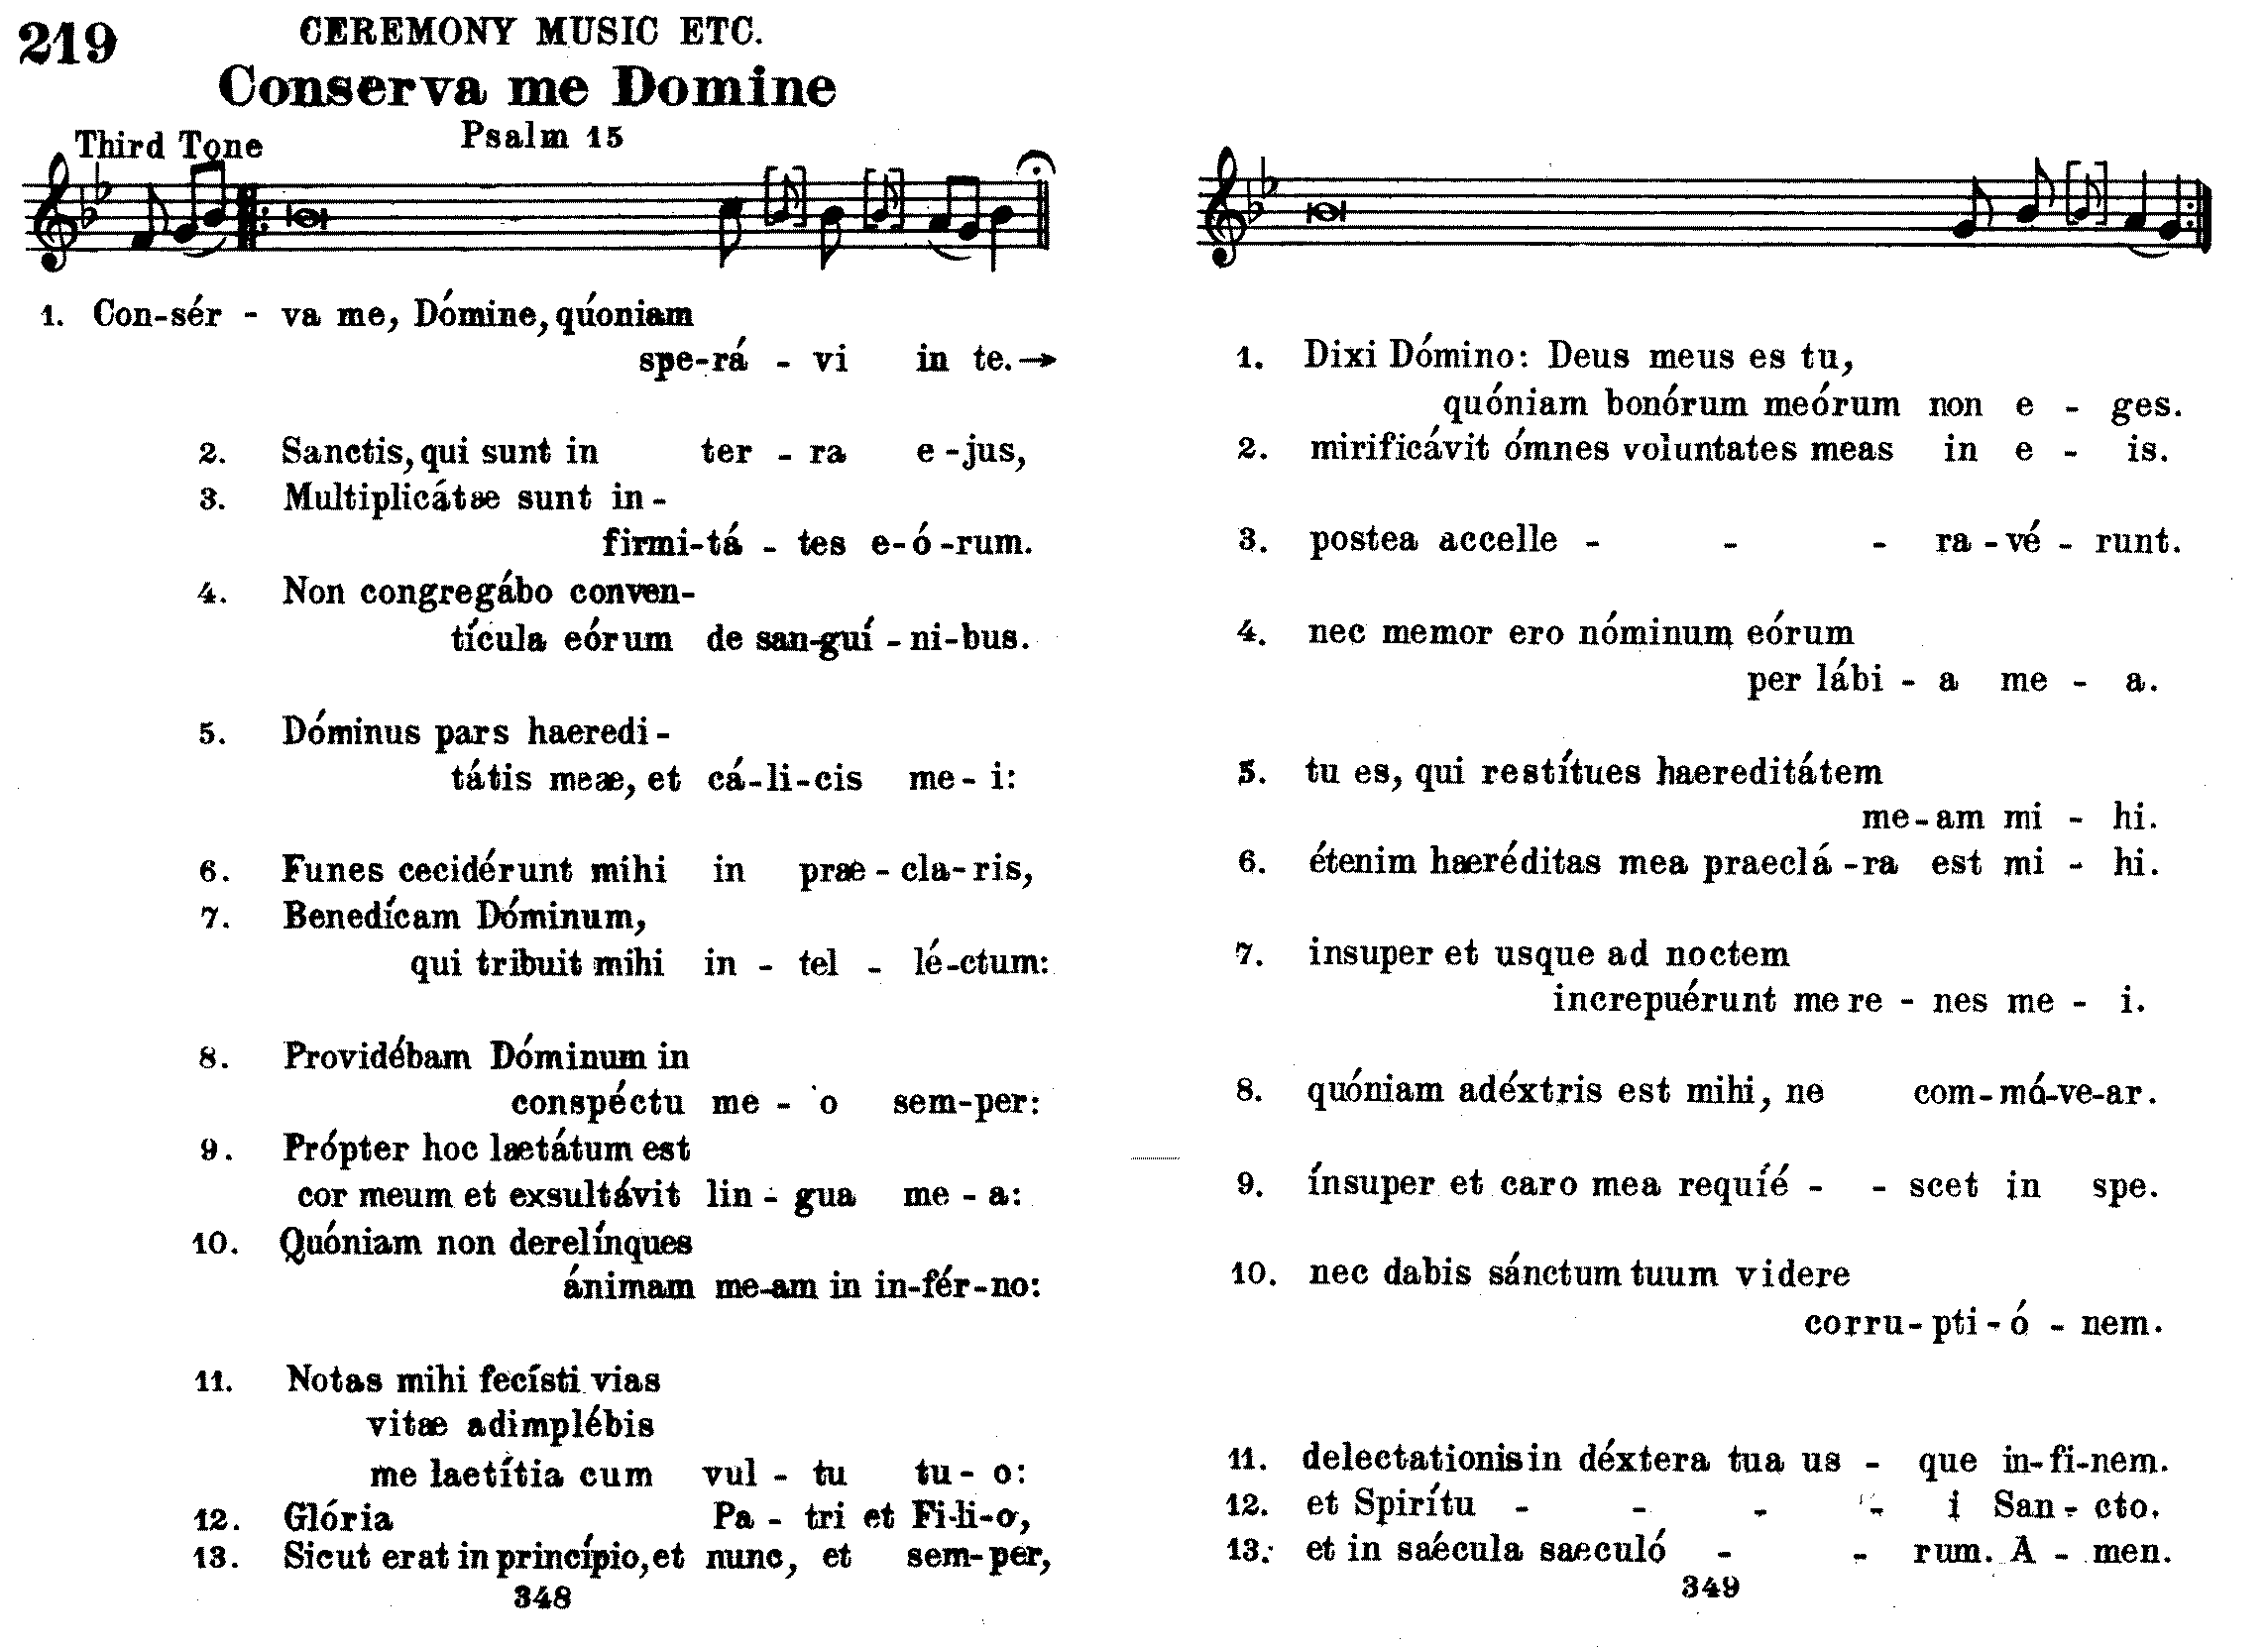 219
CEREMONY MUSIC ETC.
Conserva me Domine
Third Tone
Psalm 15
1. Con-sér - va me, Dómine, qúoniam
spe-rá - vi in te.→
2. Sanctis, qui sunt in ter - ra e -jus,
3. Multiplicátæ sunt in-
firmi-tá - tes e-ó-rum.
4. Non congregábo conven-
tícula eórum de san-guí - ni-bus.
5. Dóminus pars haeredi-
tátis meæ, et cá-li-cis me- i:
6. Funes cecidérunt mihi in præ - cla-ris,
7. Benedícam Dóminum,
qui tribuit mihi in - tel - lé-ctum:
8. Providébam Dóminum in
conspéctu me - o sem-per:
9. Própter hoc lætátum est
cor meum et exsultávit lin - gua me - a:
10. Quóniam non derelínques
ánimam me-am in in-fér-no:
11. Notas mihi fecísti vias
vitæ adimplébis
me laetítia cum vul - tu tu - o:
12. Glória Pa - tri et Fi-li-o,
13. Sicut erat in princípio, et nunc, et sem-per,
348
1. Dixi Dómino: Deus meus es tu,
quóniam bonórum meórum non e - ges.
2. mirificávit ómnes voluntates meas in e - is.
3. postea accelle - - - ra-vé - runt.
4. nec memor ero nóminum eórum
per lábi - a me - a.
5. tu es, qui restítues haereditátem
me-am mi - hi.
6. étenim hæréditas mea praeclá -ra est mi - hi.
7. insuper et usque ad noctem
increpuérunt me re - nes me - i.
8. quóniam adéxtris est mihi, ne com-mó-ve-ar.
9. ínsuper et caro mea requíé - - scet in spe.
10. nec dabis sánctum tuum videre
corru-pti-ó - nem.
11. delectationis in déxtera tua us - que in-fi-nem.
12. et Spirítu - - - - i San - cto.
13. et in saécula saeculó - - rum. A - men.
349